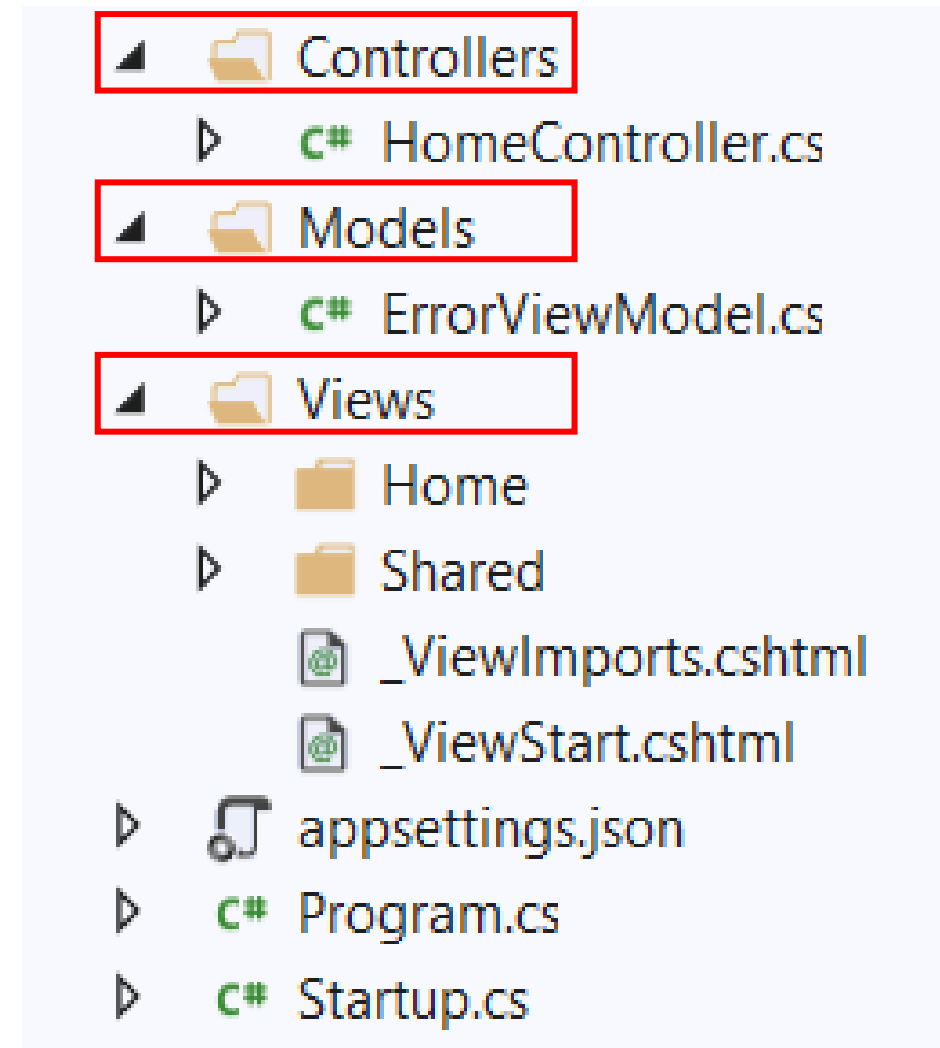 Controllers
C# HomeController.cs
Models
C# ErrorViewModel.cs
Views
Home
Shared
@ _ViewImports.cshtml
@ _ViewStart.cshtml
appsettings.json
C# Program.cs
C# Startup.cs